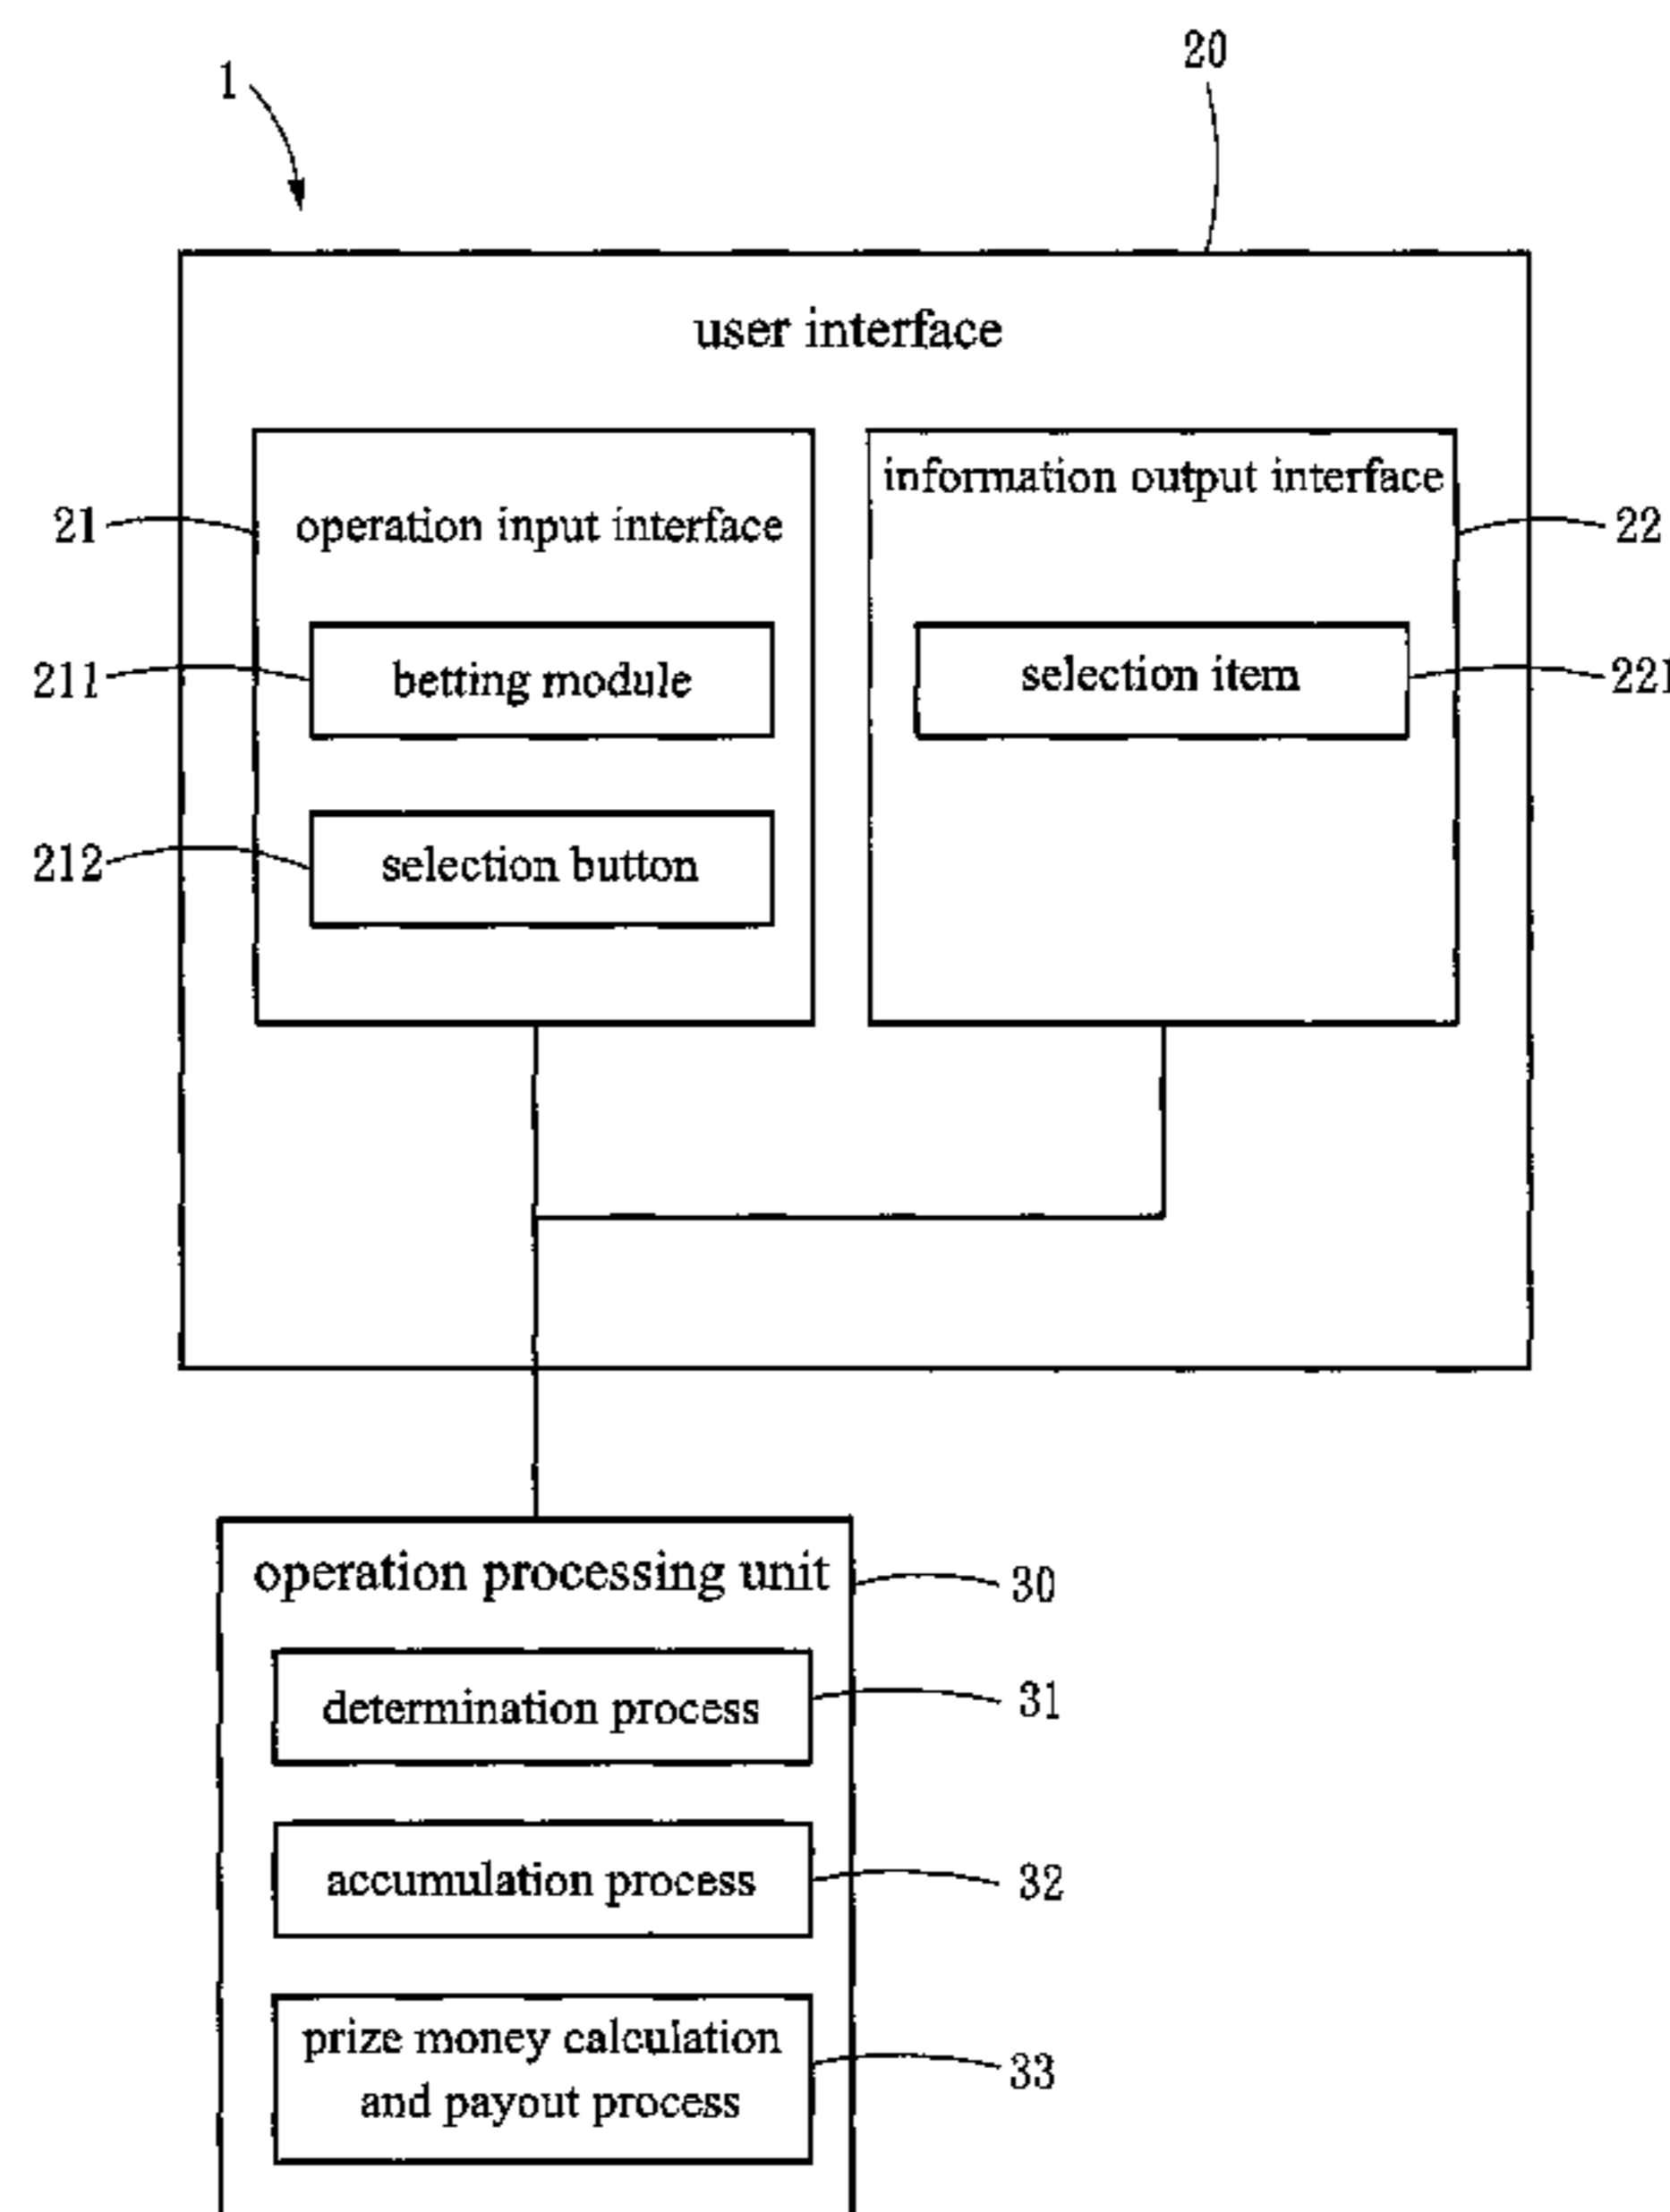 1
20
user interface
information output interface
21
operation input interface
22
211
betting module
selection item
221
212
selection button
operation processing unit
30
determination process
31
accumulation process
32
prize money calculation
and payout process
33